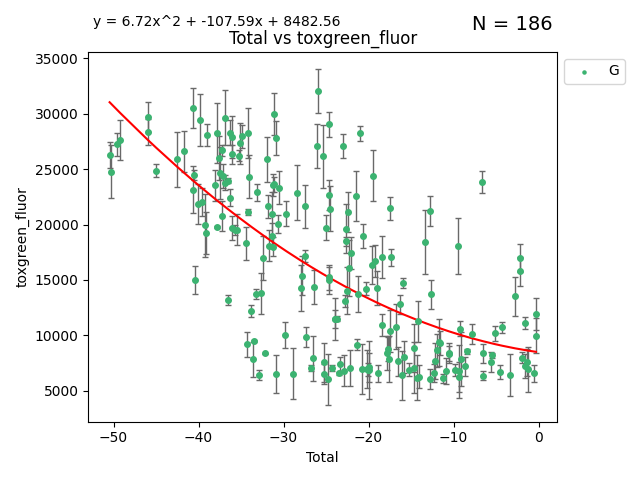 y = 6.72x^2 + -107.59x + 8482.56
N = 186
Total vs toxgreen_fluor
G
toxgreen_fluor
35000
30000
25000
20000
15000
10000
5000
−50
−40
−30
−20
−10
0
Total